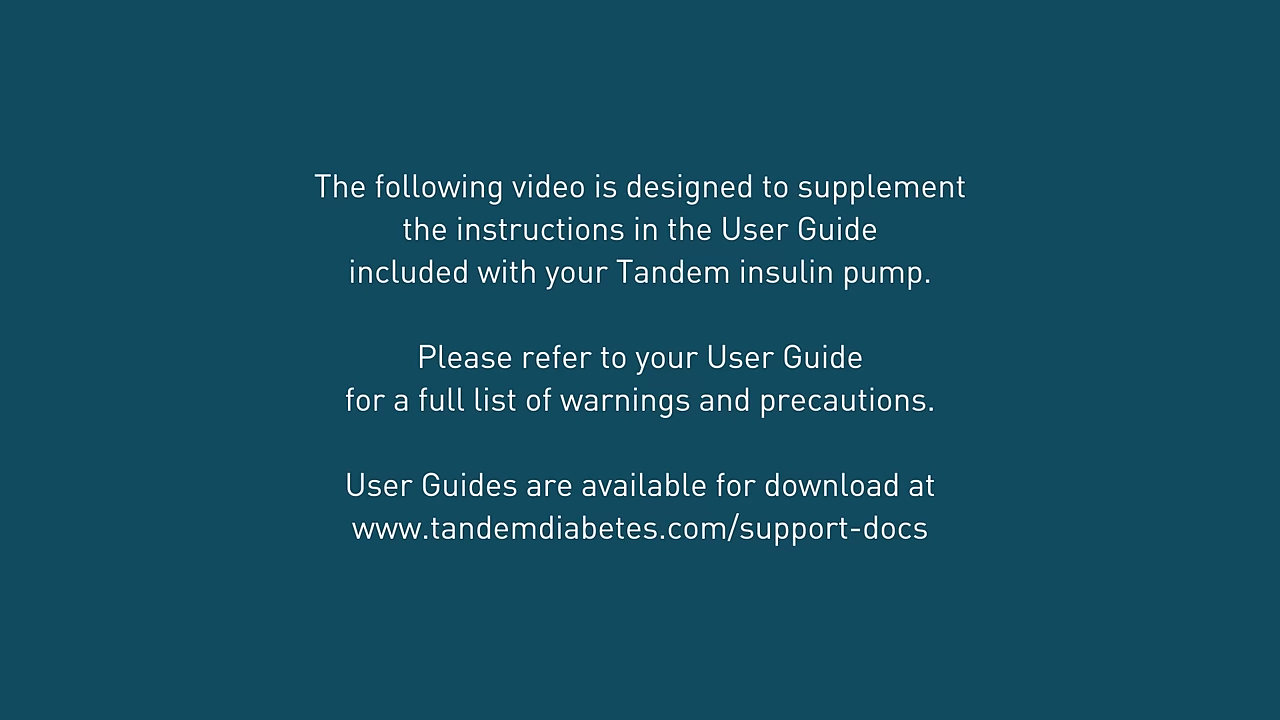 The following video is designed to supplement
the instructions in the User Guide
included with your Tandem insulin pump.
Please refer to your User Guide
for a full list of warnings and precautions.
User Guides are available for download at
www.tandemdiabetes.com/support-docs